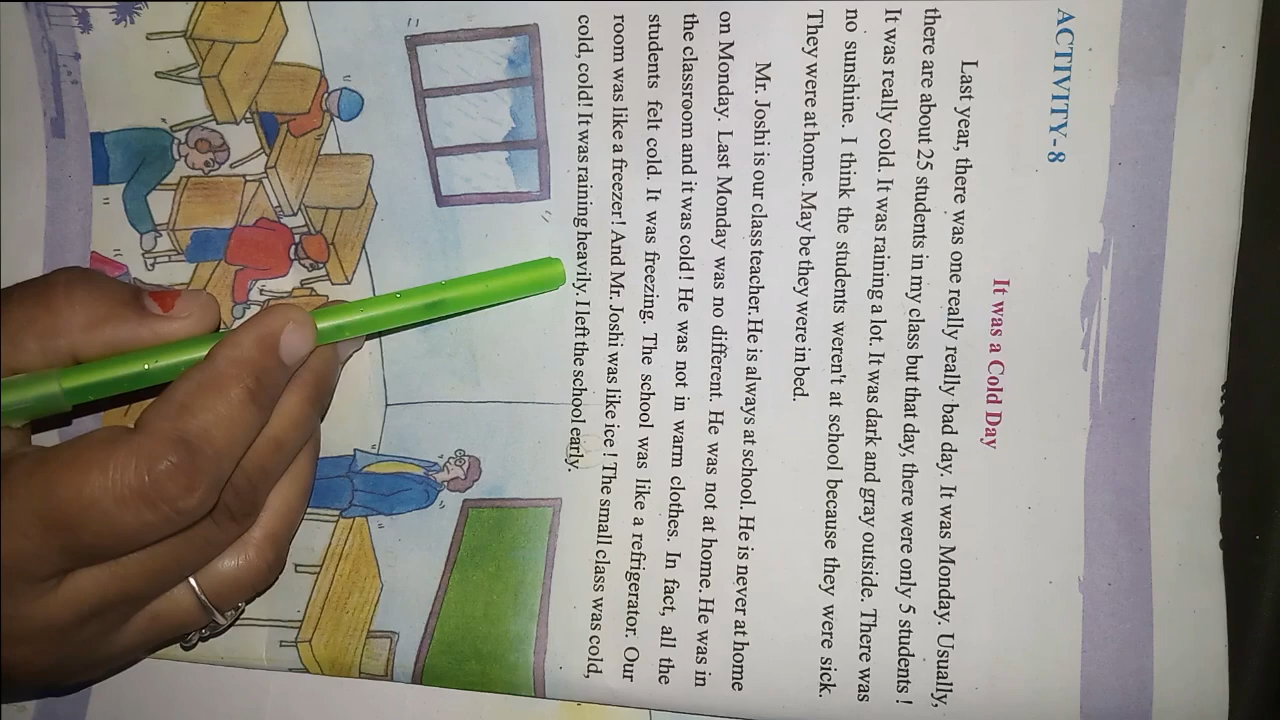 ACTIVITY - 8
It was a Cold Day
Last year, there was one really really bad day. It was Monday. Usually,
there are about 25 students in my class but that day, there were only 5 students !
It was really cold. It was raining a lot. It was dark and gray outside. There was
no sunshine. I think the students weren't at school because they were sick.
They were at home. May be they were in bed.
Mr. Joshi is our class teacher. He is always at school. He is never at home
on Monday. Last Monday was no different. He was not at home. He was in
the classroom and it was cold! He was not in warm clothes. In fact, all the
students felt cold. It was freezing. The school was like a refrigerator. Our
room was like a freezer! And Mr. Joshi was like ice ! The small class was cold,
cold, cold! It was raining heavily. I left the school early.